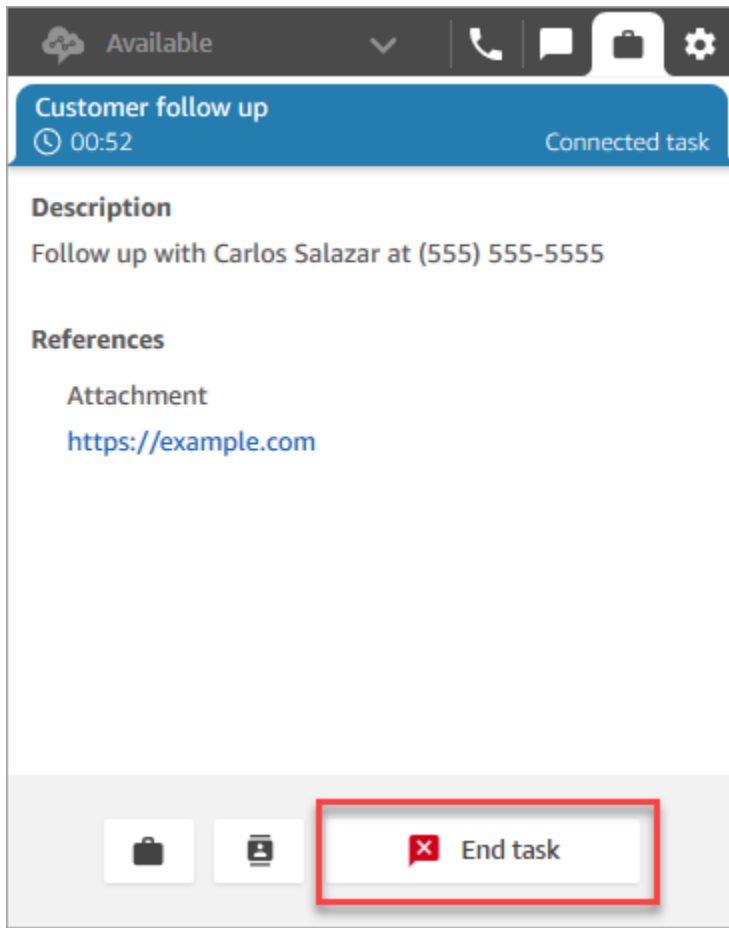 Available
Customer follow up
00:52
Connected task
Description
Follow up with Carlos Salazar at (555) 555-5555
References
Attachment
https://example.com
End task